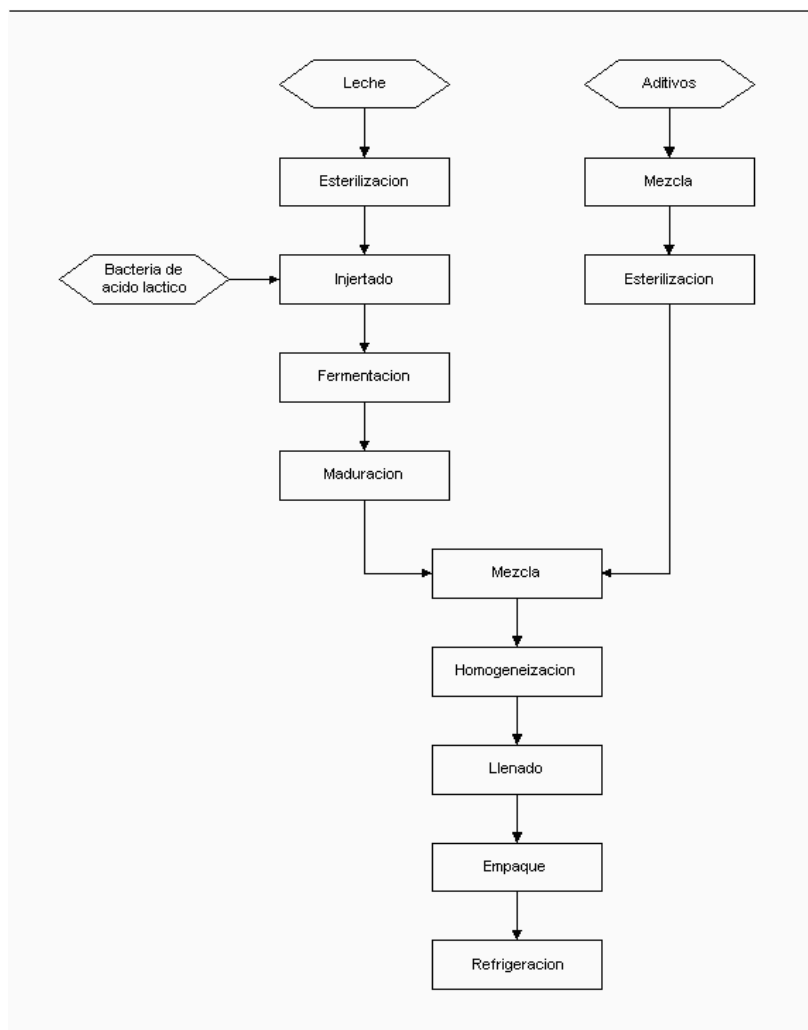 Leche
Aditivos
Esterilizacion
Mezcla
Bacteria de
acido lactico
Injertado
Esterilizacion
Fermentacion
Maduracion
Mezcla
Homogeneizacion
Llenado
Empaque
Refrigeracion